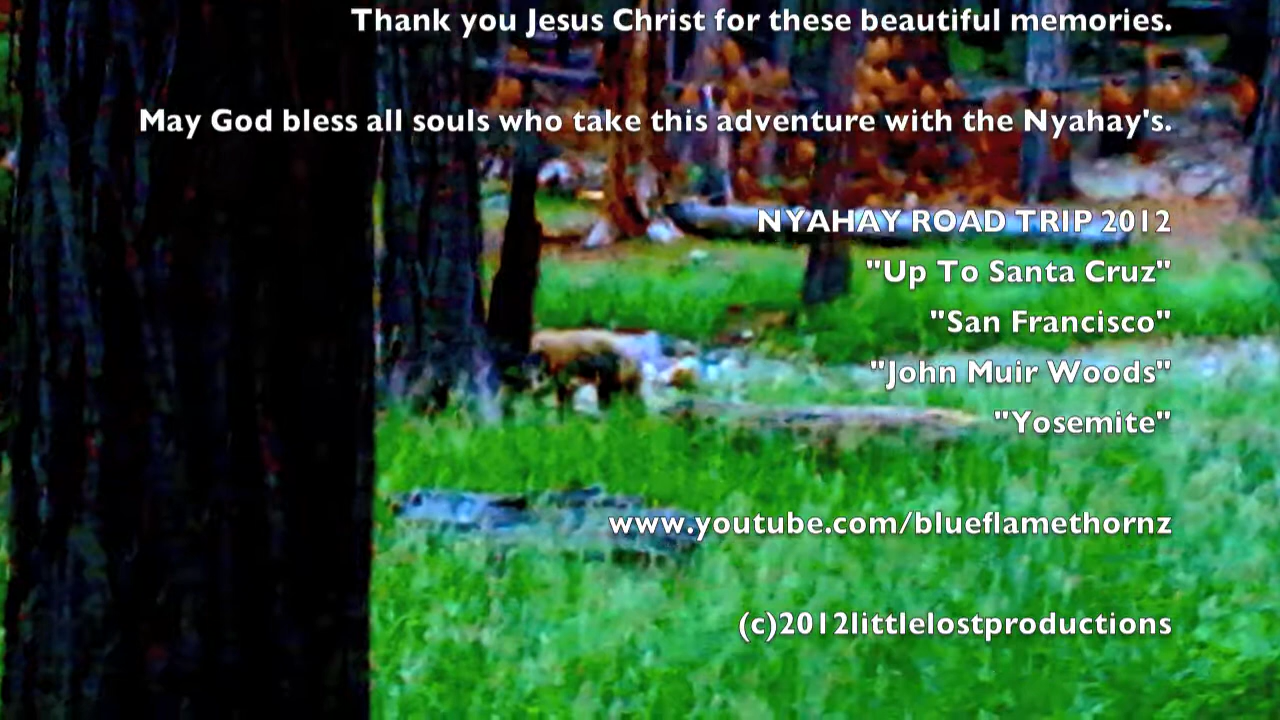 Thank you Jesus Christ for these beautiful memories.
May God bless all souls who take this adventure with the Nyahay's.
NYAHAY ROAD TRIP 2012
"Up To Santa Cruz"
"San Francisco"
"John Muir Woods"
"Yosemite"
www.youtube.com/blueflamethornz
(c)2012littlelostproductions